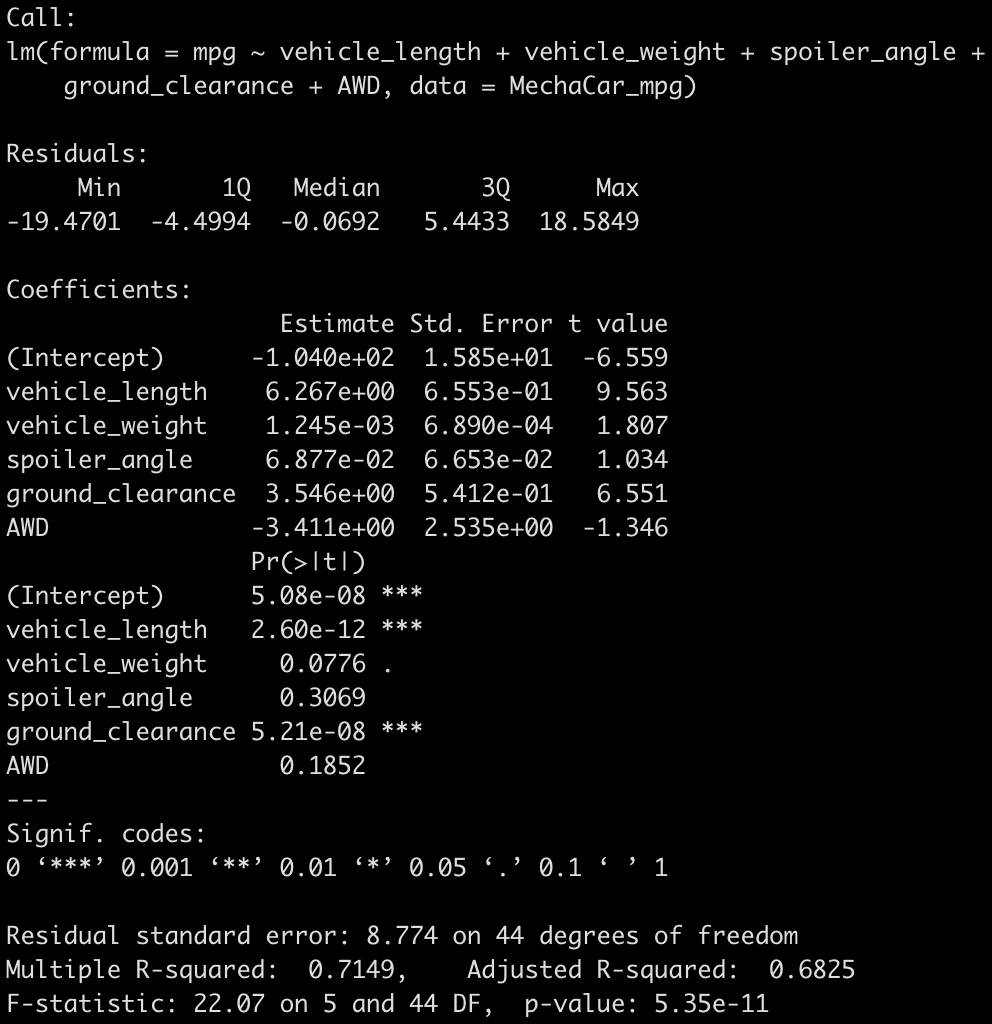 Call:
lm(formula = mpg ~ vehicle_length + vehicle_weight + spoiler_angle +
    ground_clearance + AWD, data = MechaCar_mpg)

Residuals:
     Min       1Q   Median       3Q      Max
-19.4701  -4.4994  -0.0692   5.4433  18.5849

Coefficients:
                   Estimate Std. Error t value
(Intercept)      -1.040e+02  1.585e+01  -6.559
vehicle_length    6.267e+00  6.553e-01   9.563
vehicle_weight    1.245e-03  6.890e-04   1.807
spoiler_angle     6.877e-02  6.653e-02   1.034
ground_clearance  3.546e+00  5.412e-01   6.551
AWD              -3.411e+00  2.535e+00  -1.346
                 Pr(>|t|)
(Intercept)      5.08e-08 ***
vehicle_length   2.60e-12 ***
vehicle_weight     0.0776 .
spoiler_angle      0.3069
ground_clearance 5.21e-08 ***
AWD                0.1852
---
Signif. codes:
0 ‘***’ 0.001 ‘**’ 0.01 ‘*’ 0.05 ‘.’ 0.1 ‘ ’ 1

Residual standard error: 8.774 on 44 degrees of freedom
Multiple R-squared:  0.7149,    Adjusted R-squared:  0.6825
F-statistic: 22.07 on 5 and 44 DF,  p-value: 5.35e-11